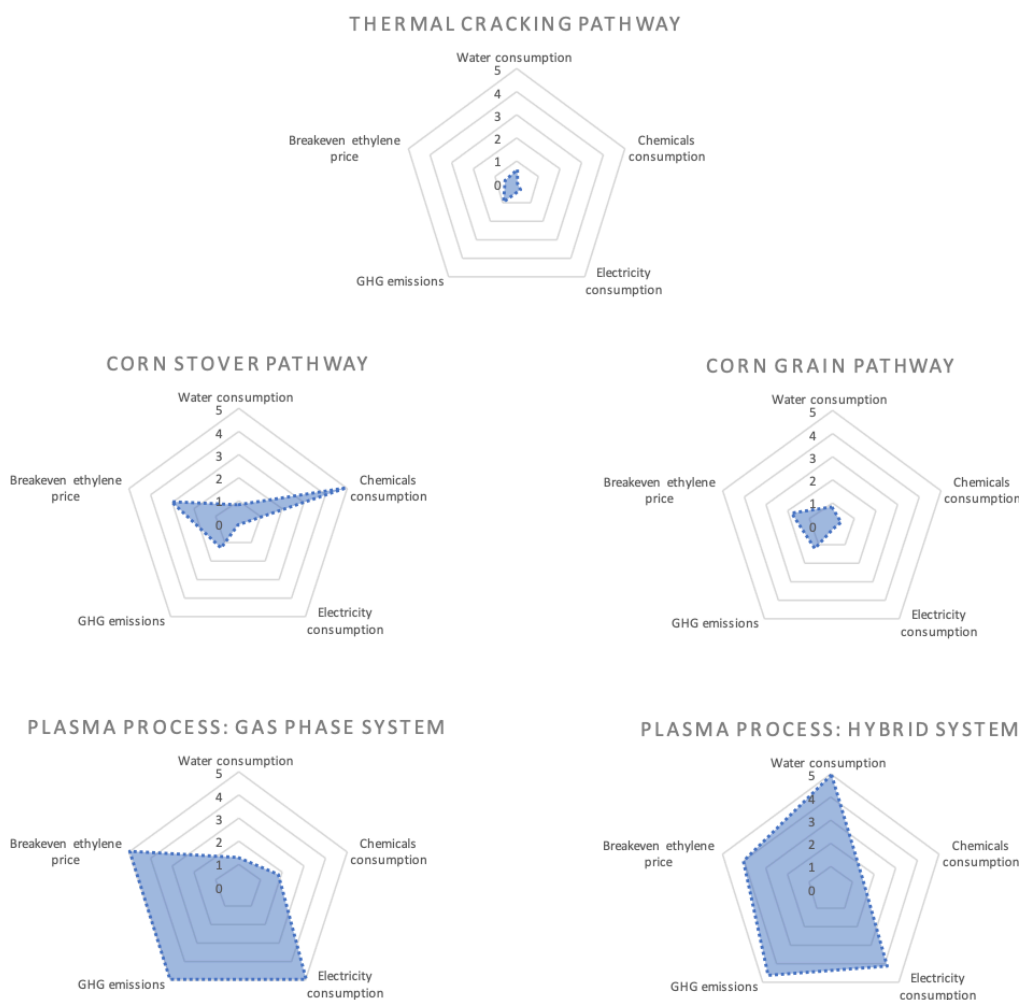 THERMAL CRACKING PATHWAY
Water consumption
5
4
3
2
1
0
Chemicals
consumption
Electricity
consumption
GHG emissions
Breakeven ethylene
price
CORN STOVER PATHWAY
Water consumption
5
4
3
2
1
0
Chemicals
consumption
Electricity
consumption
GHG emissions
Breakeven ethylene
price
CORN GRAIN PATHWAY
Water consumption
5
4
3
2
1
0
Chemicals
consumption
Electricity
consumption
GHG emissions
Breakeven ethylene
price
PLASMA PROCESS: GAS PHASE SYSTEM
Water consumption
5
4
3
2
1
0
Chemicals
consumption
Electricity
consumption
GHG emissions
Breakeven ethylene
price
PLASMA PROCESS: HYBRID SYSTEM
Water consumption
5
4
3
2
1
0
Chemicals
consumption
Electricity
consumption
GHG emissions
Breakeven ethylene
price